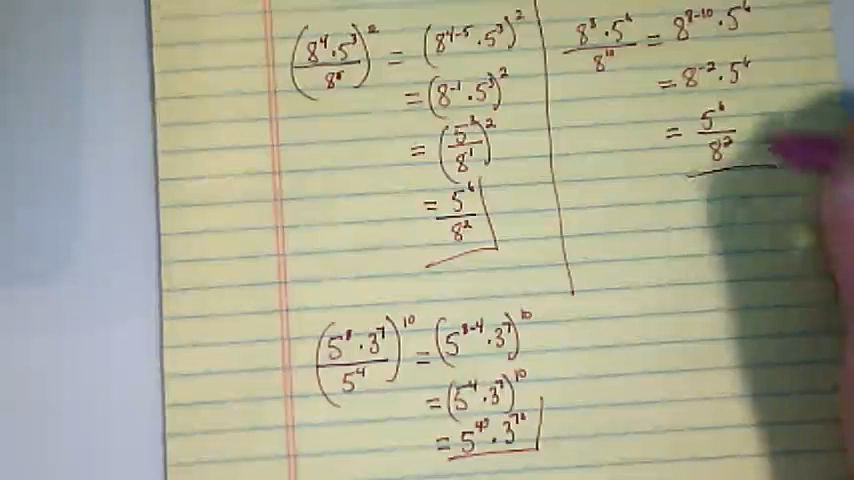 (8⁴·5³/8⁵)² = (8⁴⁻⁵·5³)²
= (8⁻¹·5³)²
= (5³/8¹)²
= 5⁶/8²
8⁸·5⁶/8¹⁰ = 8⁸⁻¹⁰·5⁶
= 8⁻²·5⁶
= 5⁶/8²
(5⁸·3⁷/5⁴)¹⁰ = (5⁸⁻⁴·3⁷)¹⁰
= (5⁴·3⁷)¹⁰
= 5⁴⁰·3⁷⁰